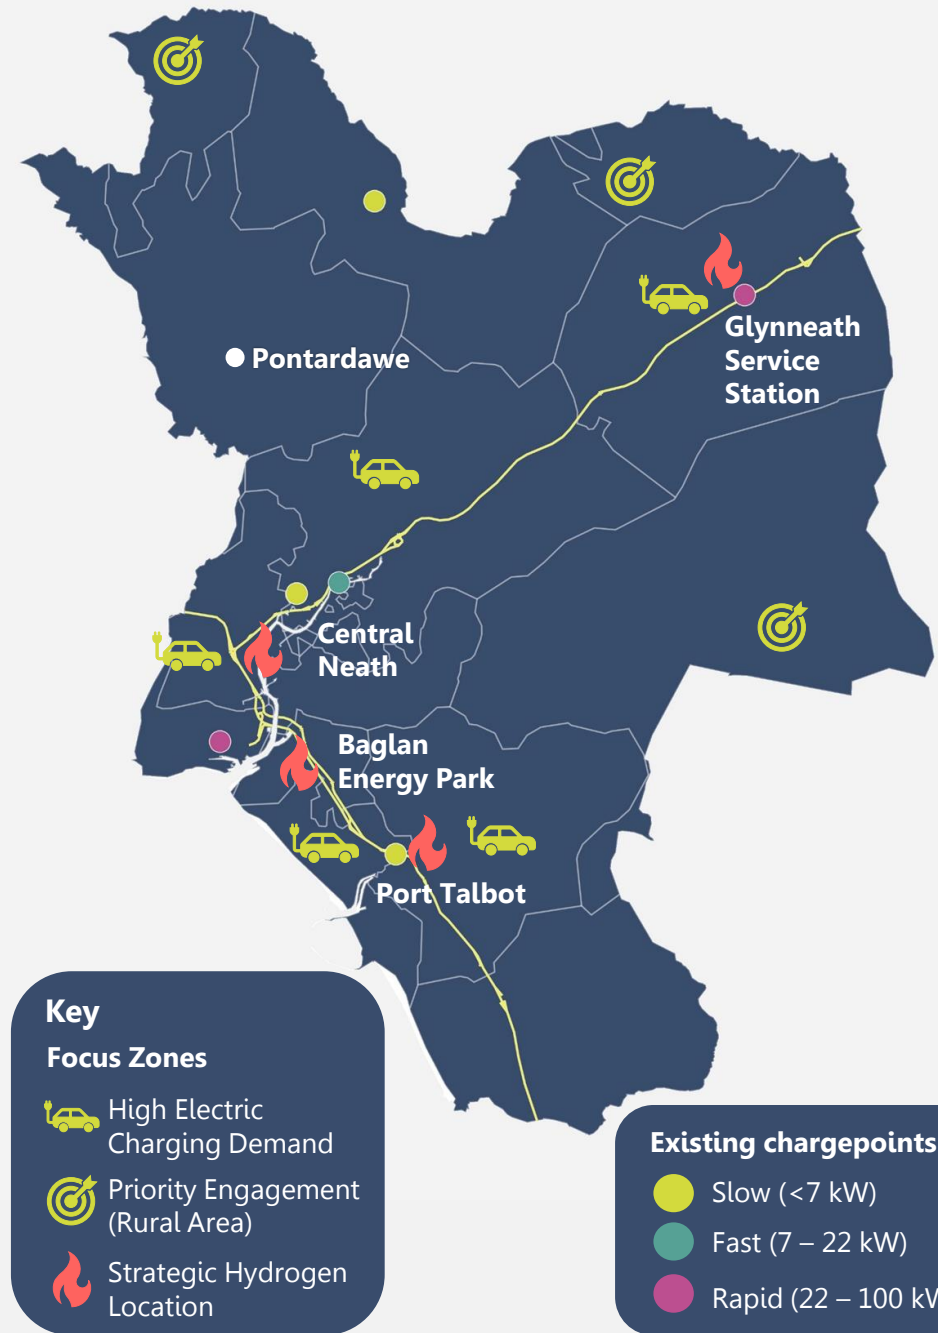 Glynneath
Service
Station
Pontardawe
Central
Neath
Baglan
Energy Park
Port Talbot
Key
Focus Zones
High Electric
Charging Demand
Priority Engagement
(Rural Area)
Strategic Hydrogen
Location
Existing chargepoints
Slow (<7 kW)
Fast (7 – 22 kW)
Rapid (22 – 100 kW